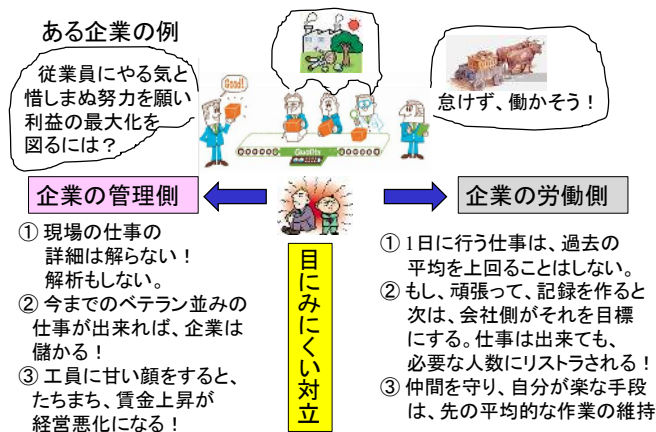 ある企業の例
従業員にやる気と
惜しまぬ努力を願い
利益の最大化を
図るには？
Good!
Quality
怠けず、働かそう！
企業の管理側
企業の労働側
① 現場の仕事の
詳細は解らない！
解析もしない。
② 今までのベテラン並みの
仕事が出来れば、企業は
儲かる！
③ 工員に甘い顔をすると、
たちまち、賃金上昇が
経営悪化になる！
目にみにくい対立
① 1日に行う仕事は、過去の
平均を上回ることはしない。
② もし、頑張って、記録を作ると
次は、会社側がそれを目標
にする。仕事は出来ても、
必要な人数にリストラされる！
③ 仲間を守り、自分が楽な手段
は、先の平均的な作業の維持